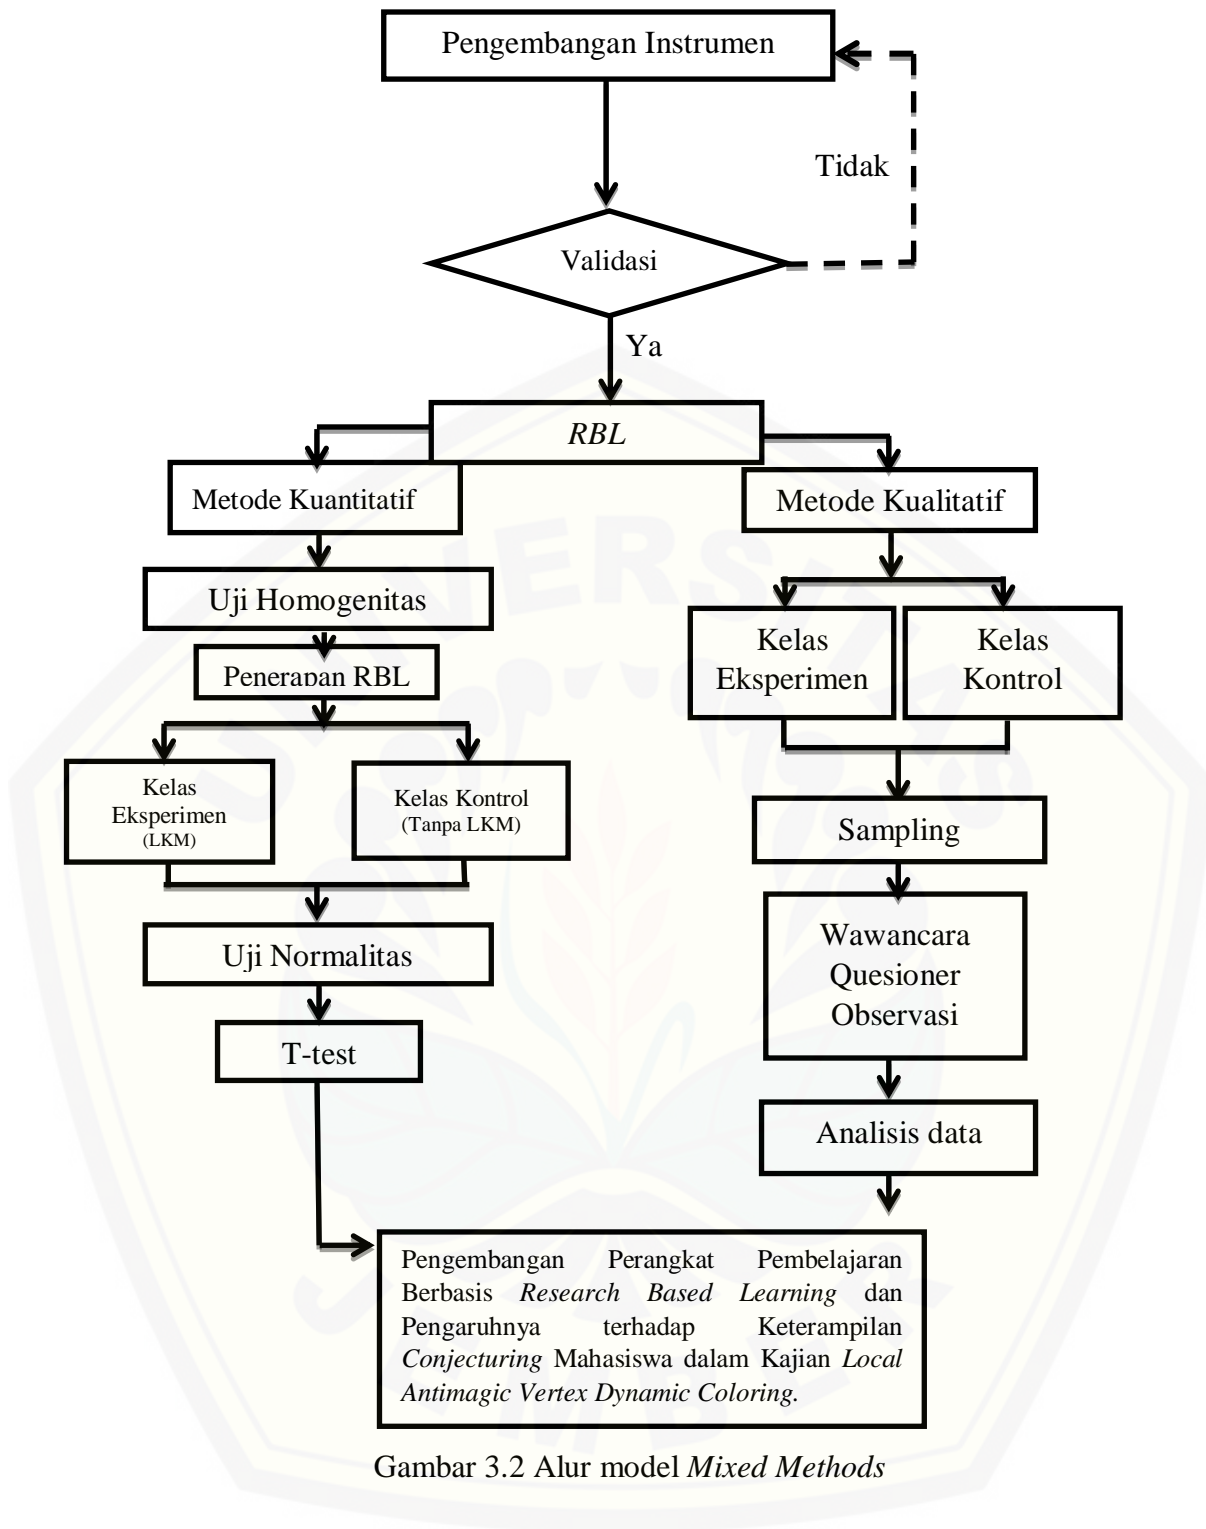 Pengembangan Instrumen
Tidak
Validasi
Ya
RBL
Metode Kuantitatif
Metode Kualitatif
Uji Homogenitas
Penerapan RBL
Kelas
Eksperimen
Kelas
Kontrol
Kelas
Eksperimen
(LKM)
Kelas Kontrol
(Tanpa LKM)
Sampling
Uji Normalitas
Wawancara
Quesioner
Observasi
T-test
Analisis data
Pengembangan Perangkat Pembelajaran
Berbasis Research Based Learning dan
Pengaruhnya terhadap Keterampilan
Conjecturing Mahasiswa dalam Kajian Local
Antimagic Vertex Dynamic Coloring.
Gambar 3.2 Alur model Mixed Methods
UNIVERSITAS
JEMBER